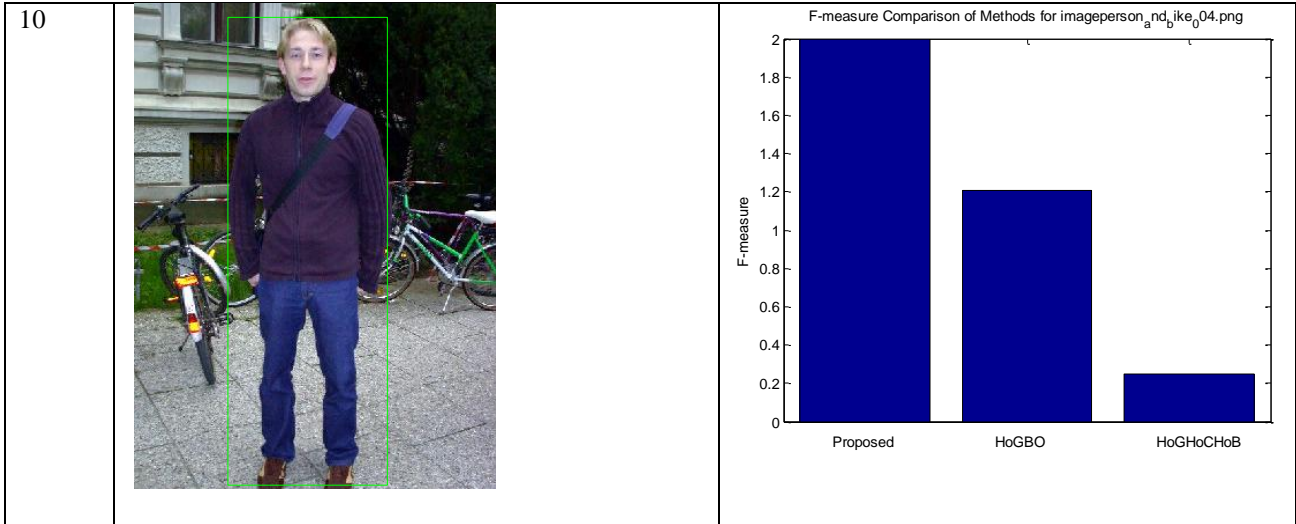 10
F-measure Comparison of Methods for imageperson_and_bike_004.png
F-measure
2
1.8
1.6
1.4
1.2
1
0.8
0.6
0.4
0.2
0
Proposed
HoGBO
HoGHoCHoB